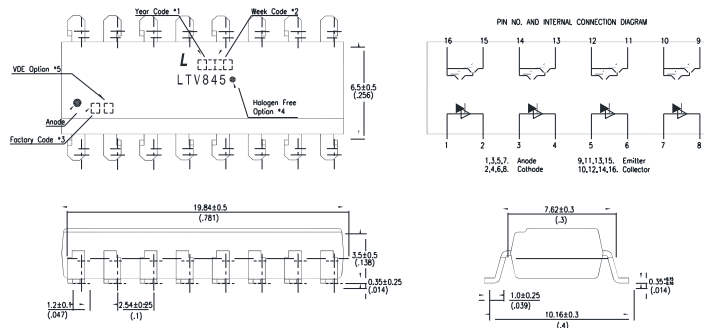 Year Code *1
Week Code *2
L
LTV845
VDE Option *5
Anode
Factory Code *3
Halogen Free
Option *4
6.5±0.5
(.256)
PIN NO. AND INTERNAL CONNECTION DIAGRAM
16 15 14 13 12 11 10 9
1 2 3 4 5 6 7 8
1,3,5,7. Anode 9,11,13,15. Emitter
2,4,6,8. Cathode 10,12,14,16. Collector
19.84±0.5
(.781)
3.5±0.5
(.138)
0.35±0.25
(.014)
1.2±0.1
(.047)
2.54±0.25
(.1)
7.62±0.3
(.3)
0.35
(.014)
1.0±0.25
(.039)
10.16±0.3
(.4)